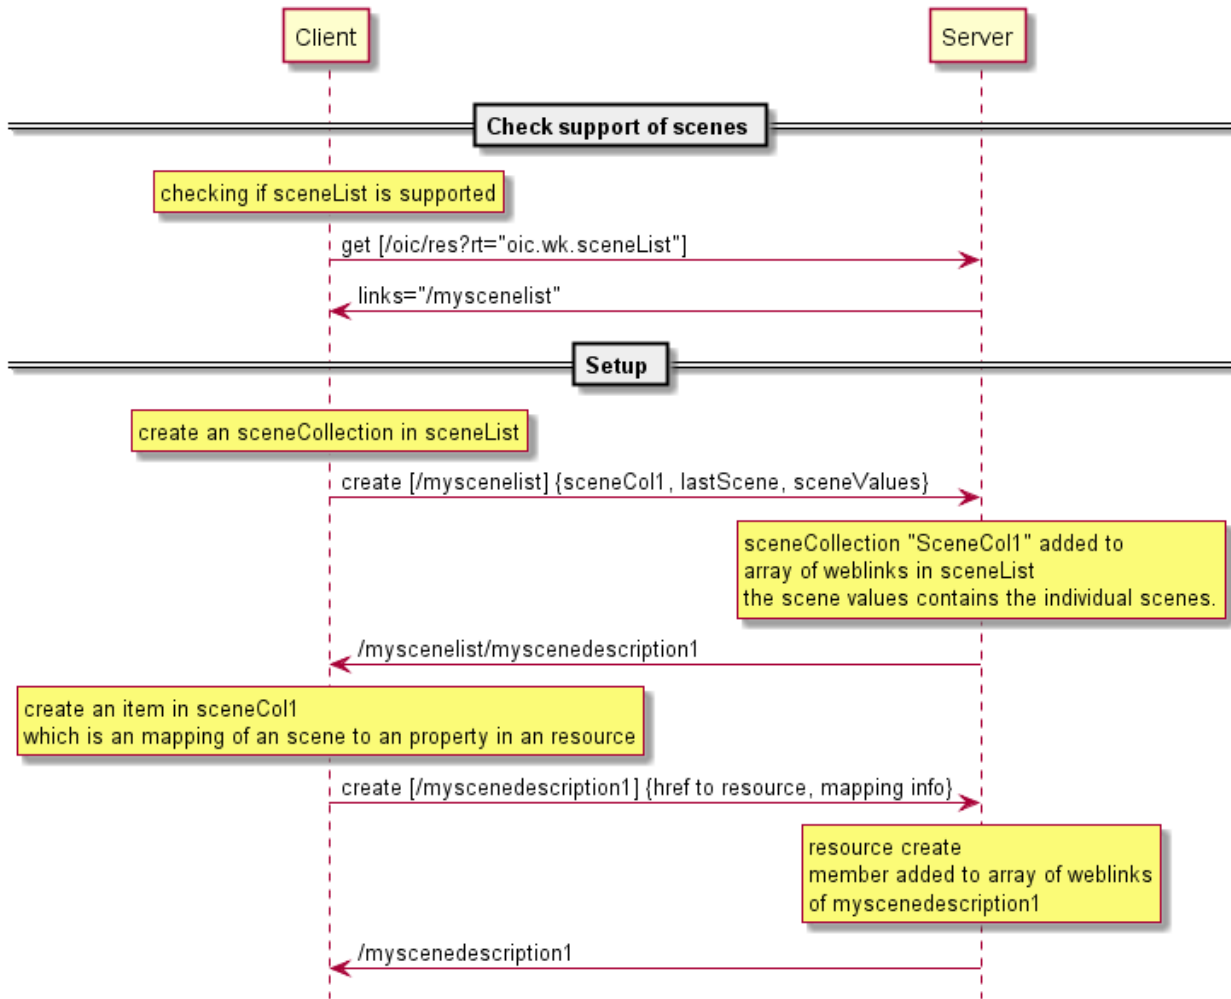 Client
Server
Check support of scenes
checking if sceneList is supported
get [/oic/res?rt="oic.wk.sceneList"]
links="/myscenelist"
Setup
create an sceneCollection in sceneList
create [/myscenelist] {sceneCol1, lastScene, sceneValues}
sceneCollection "SceneCol1" added to
array of weblinks in sceneList
the scene values contains the individual scenes.
/myscenelist/myscenedescription1
create an item in sceneCol1
which is an mapping of an scene to an property in an resource
create [/myscenedescription1] {href to resource, mapping info}
resource create
member added to array of weblinks
of myscenedescription1
/myscenedescription1